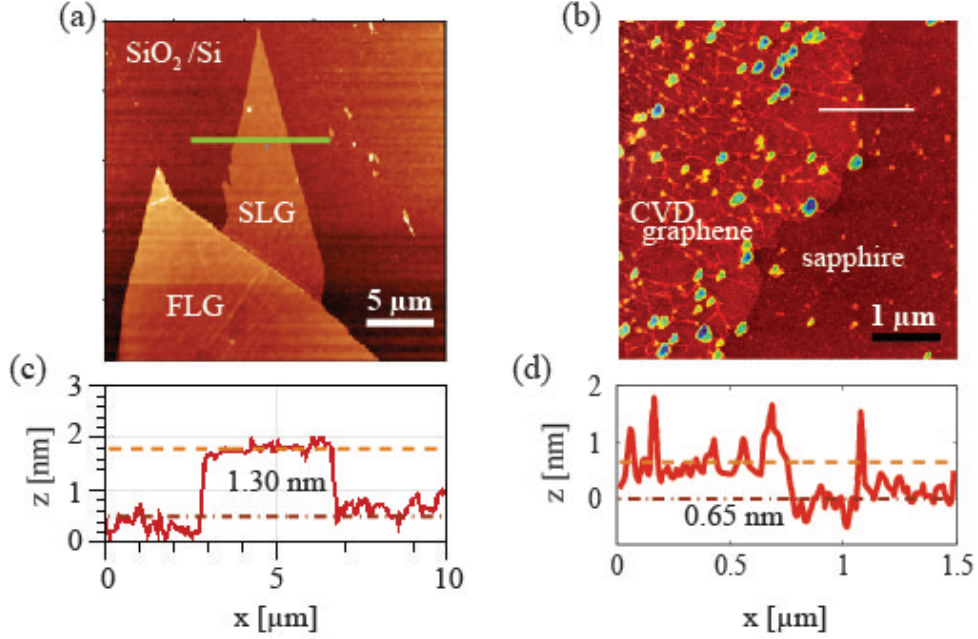 (a)
(b)
SiO₂ /Si
SLG
FLG
5 μm
CVD
graphene
sapphire
1 μm
(c)
(d)
3
2
1
0
z [nm]
1.30 nm
0
5
10
x [μm]
2
1
0
z [nm]
0.65 nm
0
0.5
1
1.5
x [μm]